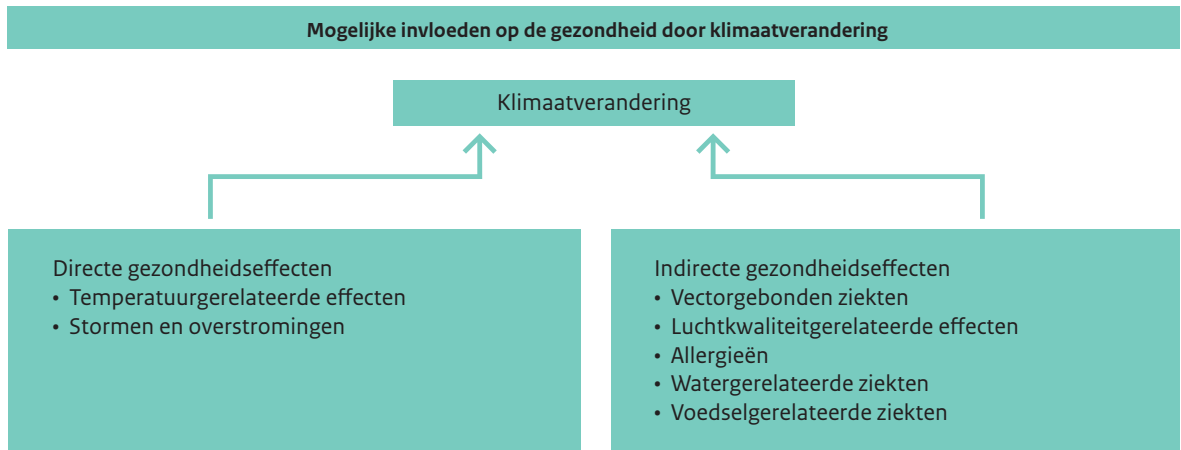 Mogelijke invloeden op de gezondheid door klimaatverandering
Klimaatverandering
Directe gezondheidseffecten
• Temperatuurgerelateerde effecten
• Stormen en overstromingen
Indirecte gezondheidseffecten
• Vectorgebonden ziekten
• Luchtkwaliteitgerelateerde effecten
• Allergieën
• Watergerelateerde ziekten
• Voedselgerelateerde ziekten